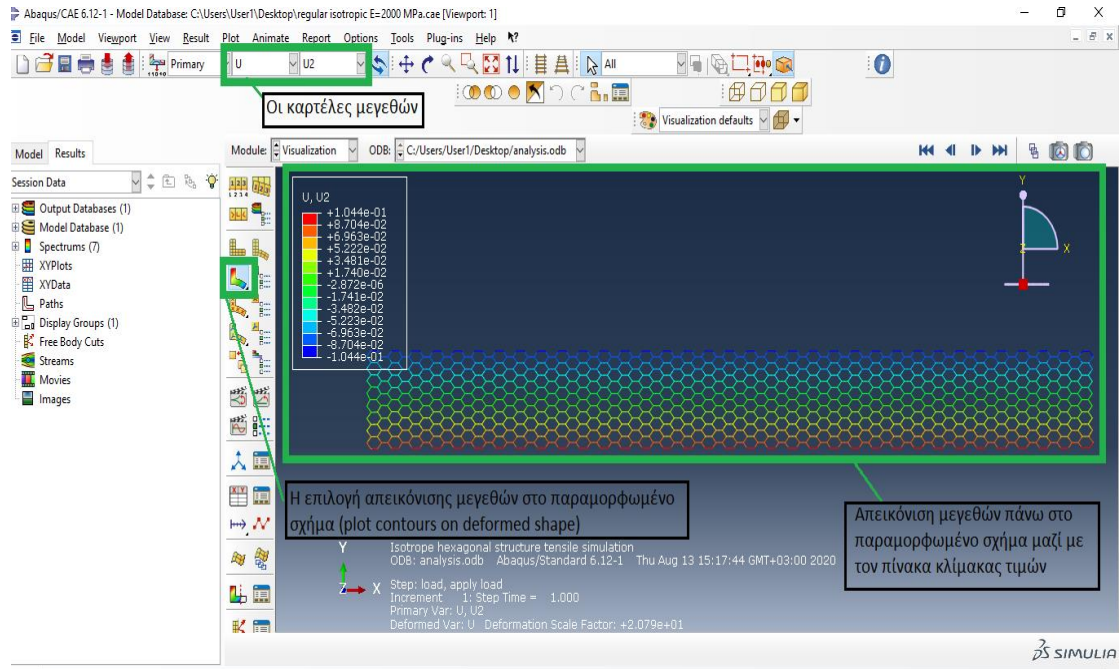 Abaqus/CAE 6.12-1 - Model Database: C:\Users\User1\Desktop\regular isotropic E=2000 MPa.cae [Viewport: 1]
File Model Viewport View Result Plot Animate Report Options Tools Plug-ins Help
Primary U U2 All
Οι καρτέλες μεγεθών
Visualization defaults
Model Results
Module: Visualization ODB: C:/Users/User1/Desktop/analysis.odb
Session Data
Output Databases (1)
Model Database (1)
Spectrums (7)
XYPlots
XYData
Paths
Display Groups (1)
Free Body Cuts
Streams
Movies
Images
U, U2
+1.044e-01
+8.704e-02
+6.963e-02
+5.222e-02
+3.481e-02
+1.740e-02
-2.872e-06
-1.741e-02
-3.482e-02
-5.223e-02
-6.963e-02
-8.704e-02
-1.044e-01
Y
Z X
Η επιλογή απεικόνισης μεγεθών στο παραμορφωμένο
σχήμα (plot contours on deformed shape)
Απεικόνιση μεγεθών πάνω στο
παραμορφωμένο σχήμα μαζί με
τον πίνακα κλίμακας τιμών
Y
Z X
Isotrope hexagonal structure tensile simulation
ODB: analysis.odb Abaqus/Standard 6.12-1 Thu Aug 13 15:17:44 GMT+03:00 2020
Step: load, apply load
Increment 1: Step Time = 1.000
Primary Var: U, U2
Deformed Var: U Deformation Scale Factor: +2.079e+01
SIMULIA